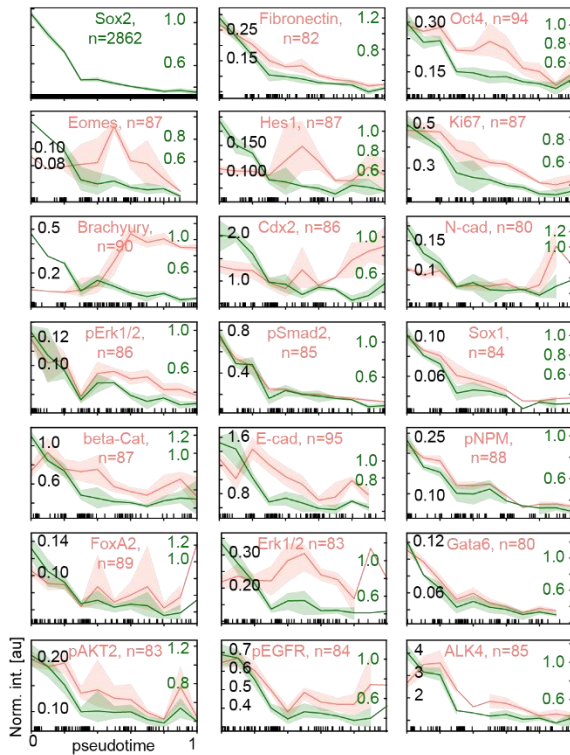 Sox2,
n=2862
1.0
0.6
Fibronectin,
n=82
0.25
0.15
1.2
1.0
0.6
Oct4, n=94
0.30
0.15
1.0
0.8
0.6
Eomes, n=87
0.10
0.08
0.8
0.6
Hes1, n=87
0.150
0.100
1.0
0.6
Ki67, n=87
0.5
0.3
0.8
0.6
Brachyury,
n=90
0.5
0.2
1.0
0.6
Cdx2, n=86
2.0
1.0
1.0
0.6
N-cad, n=80
0.15
0.1
1.2
1.0
0.6
pErk1/2,
n=86
0.12
0.10
1.0
0.6
pSmad2,
n=85
0.8
0.4
1.0
0.6
Sox1,
n=84
0.10
0.06
1.0
0.6
beta-Cat,
n=87
1.0
0.6
1.2
1.0
0.6
E-cad, n=95
1.6
0.8
1.0
0.8
pNPM,
n=88
0.25
0.10
1.0
0.6
FoxA2,
n=89
0.14
0.10
1.2
1.0
0.6
Erk1/2 n=83
0.30
0.20
1.0
0.6
Gata6, n=80
0.12
0.06
1.0
0.6
pAKT2, n=83
0.20
0.10
1.2
0.8
pEGFR, n=84
0.7
0.6
0.5
0.4
1.0
0.6
ALK4, n=85
4
3
2
1.0
0.6
Norm. int. [au]
0
pseudotime
1